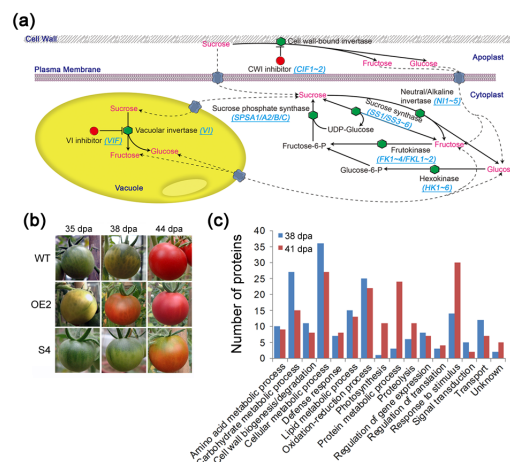 (a)
Cell Wall
Cell wall-bound invertase
Sucrose
Fructose
Glucose
Apoplast
CWI inhibitor (CIF1~2)
Plasma Membrane
Cytoplast
Neutral/Alkaline
invertase (NI1~5)
Sucrose
Sucrose phosphate synthase
(SPSA1/A2/B/C)
Sucrose synthase
(SS1/SS3~6)
UDP-Glucose
Sucrose
Vacuolar invertase (VI)
VI inhibitor
(VIF)
Fructose
Glucose
Vacuole
Fructose-6-P
Fructose
Frutokinase
(FK1~4/FKL1~2)
Glucose-6-P
Glucose
Hexokinase
(HK1~6)
(b)
35 dpa 38 dpa 44 dpa
WT
OE2
S4
(c)
38 dpa
41 dpa
Number of proteins
40
35
30
25
20
15
10
5
0
Amino acid metabolic process
Carbohydrate metabolic process
Cell wall biogenesis/degradation
Cellular metabolic process
Defense response
Lipid metabolic process
Oxidation-reduction process
Photosynthesis
Protein metabolic process
Proteolysis
Regulation of gene expression
Regulation of translation
Response to stimulus
Signal transduction
Transport
Unknown